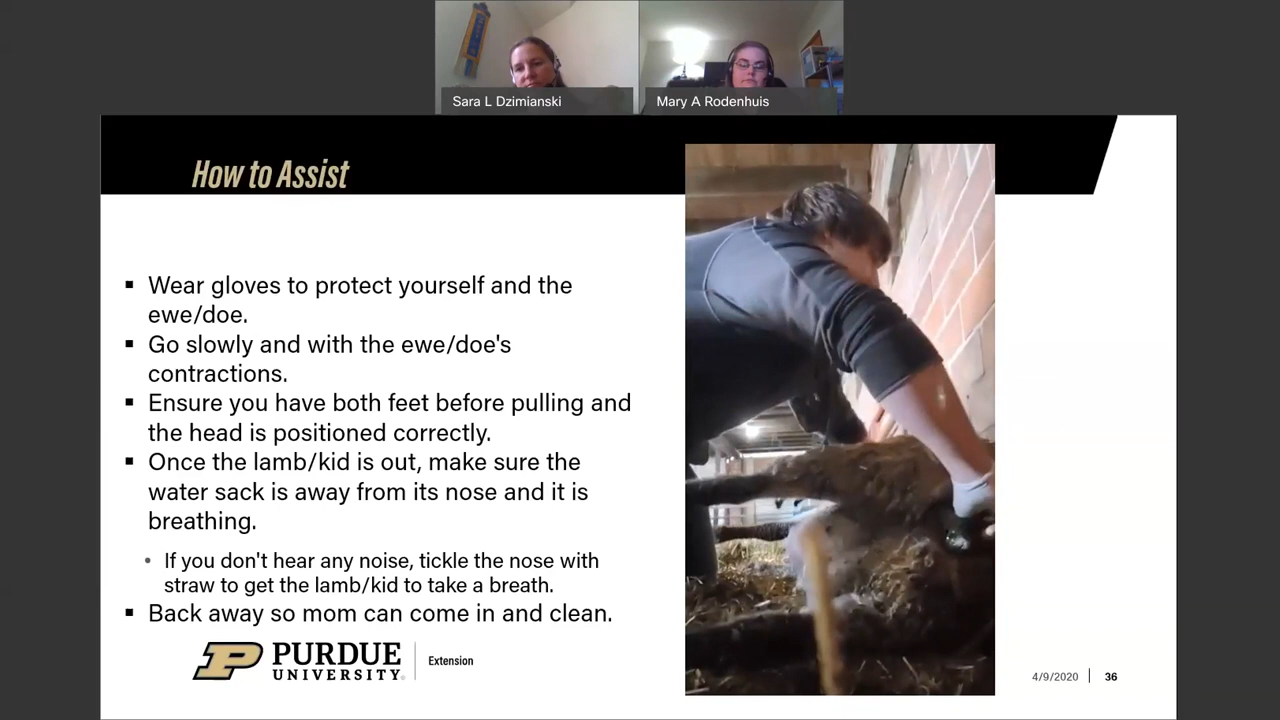 Sara L Dzimianski
Mary A Rodenhuis
How to Assist
▪ Wear gloves to protect yourself and the
ewe/doe.
▪ Go slowly and with the ewe/doe's
contractions.
▪ Ensure you have both feet before pulling and
the head is positioned correctly.
▪ Once the lamb/kid is out, make sure the
water sack is away from its nose and it is
breathing.
• If you don't hear any noise, tickle the nose with
straw to get the lamb/kid to take a breath.
▪ Back away so mom can come in and clean.
P PURDUE
UNIVERSITY®
Extension
4/9/2020 | 36